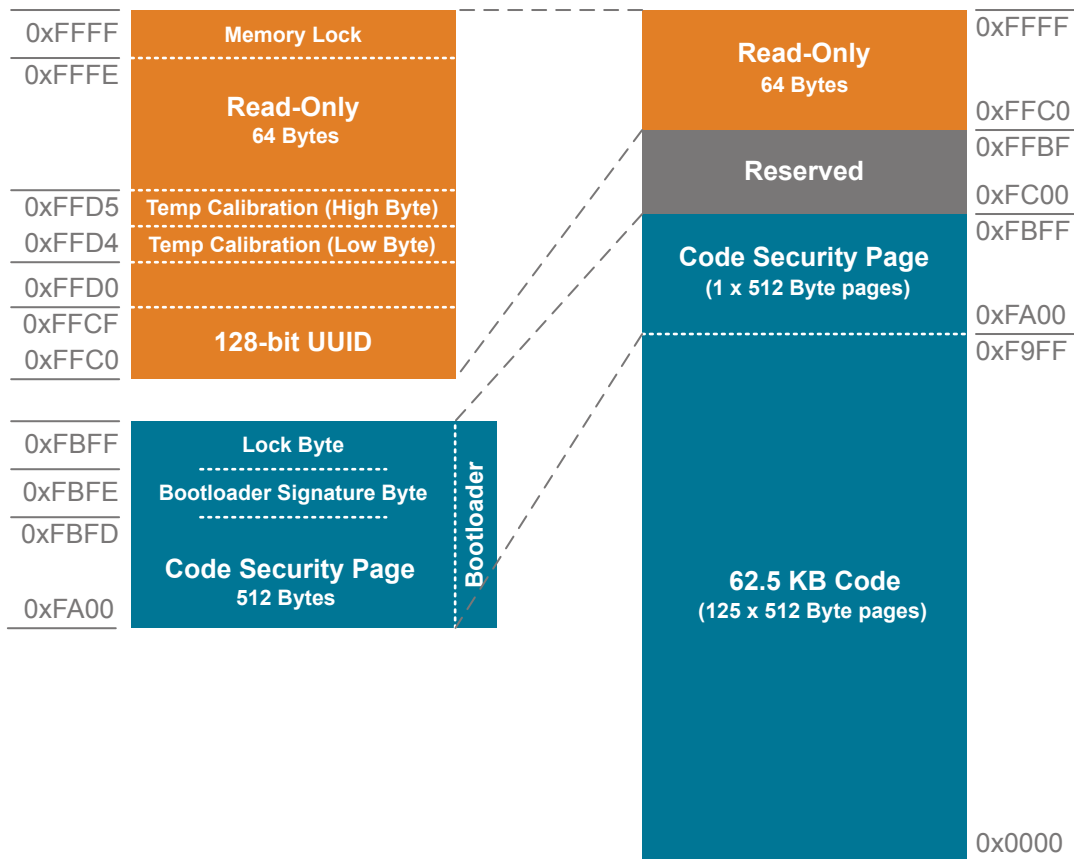 0xFFFF
Memory Lock
0xFFFE
Read-Only
64 Bytes
0xFFD5
Temp Calibration (High Byte)
0xFFD4
Temp Calibration (Low Byte)
0xFFD0
0xFFCF
128-bit UUID
0xFFC0
0xFBFF
Lock Byte
0xFBFE
Bootloader Signature Byte
0xFBFD
Code Security Page
512 Bytes
0xFA00
Bootloader
0xFFFF
Read-Only
64 Bytes
0xFFC0
0xFFBF
Reserved
0xFC00
0xFBFF
Code Security Page
(1 x 512 Byte pages)
0xFA00
0xF9FF
62.5 KB Code
(125 x 512 Byte pages)
0x0000